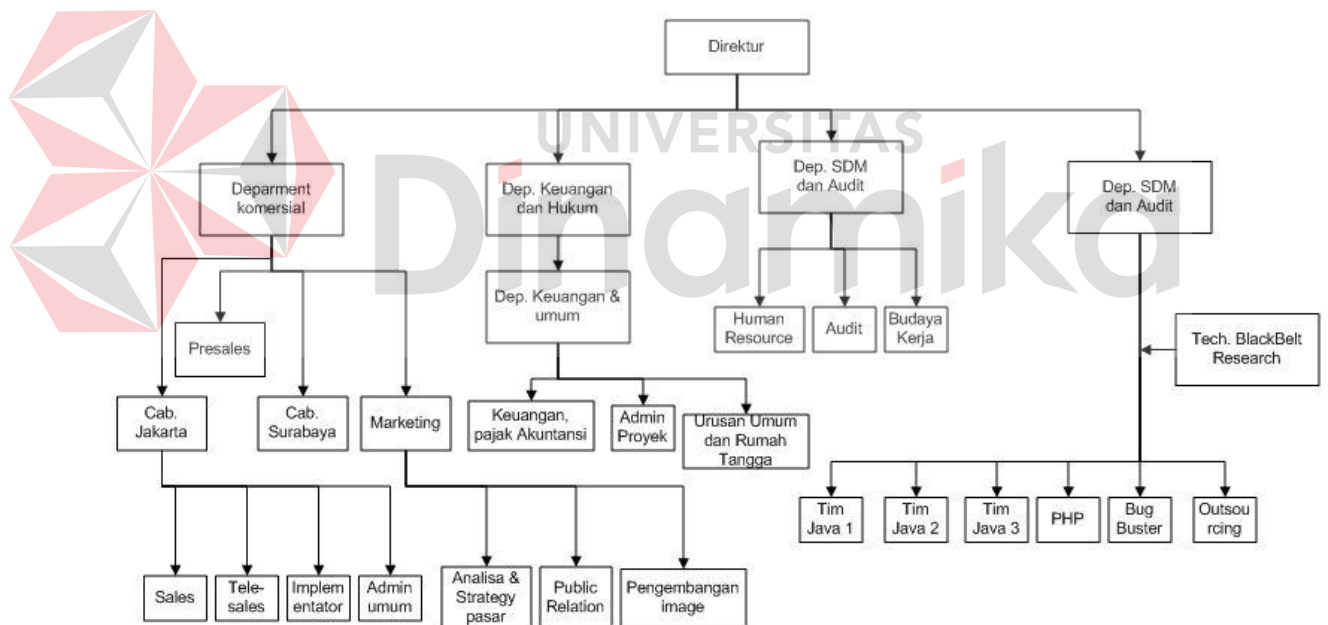 Direktur
UNIVERSITAS
Dinamika
Deparment
komersial
Dep. Keuangan
dan Hukum
Dep. SDM
dan Audit
Dep. SDM
dan Audit
Dep. Keuangan &
umum
Human
Resource
Audit
Budaya
Kerja
Presales
Tech. BlackBelt
Research
Cab.
Jakarta
Cab.
Surabaya
Marketing
Keuangan,
pajak Akuntansi
Admin
Proyek
Urusan Umum
dan Rumah
Tangga
Tim
Java 1
Tim
Java 2
Tim
Java 3
PHP
Bug
Buster
Outsou
rcing
Sales
Tele-
sales
Implem
entator
Admin
umum
Analisa &
Strategy
pasar
Public
Relation
Pengembangan
image